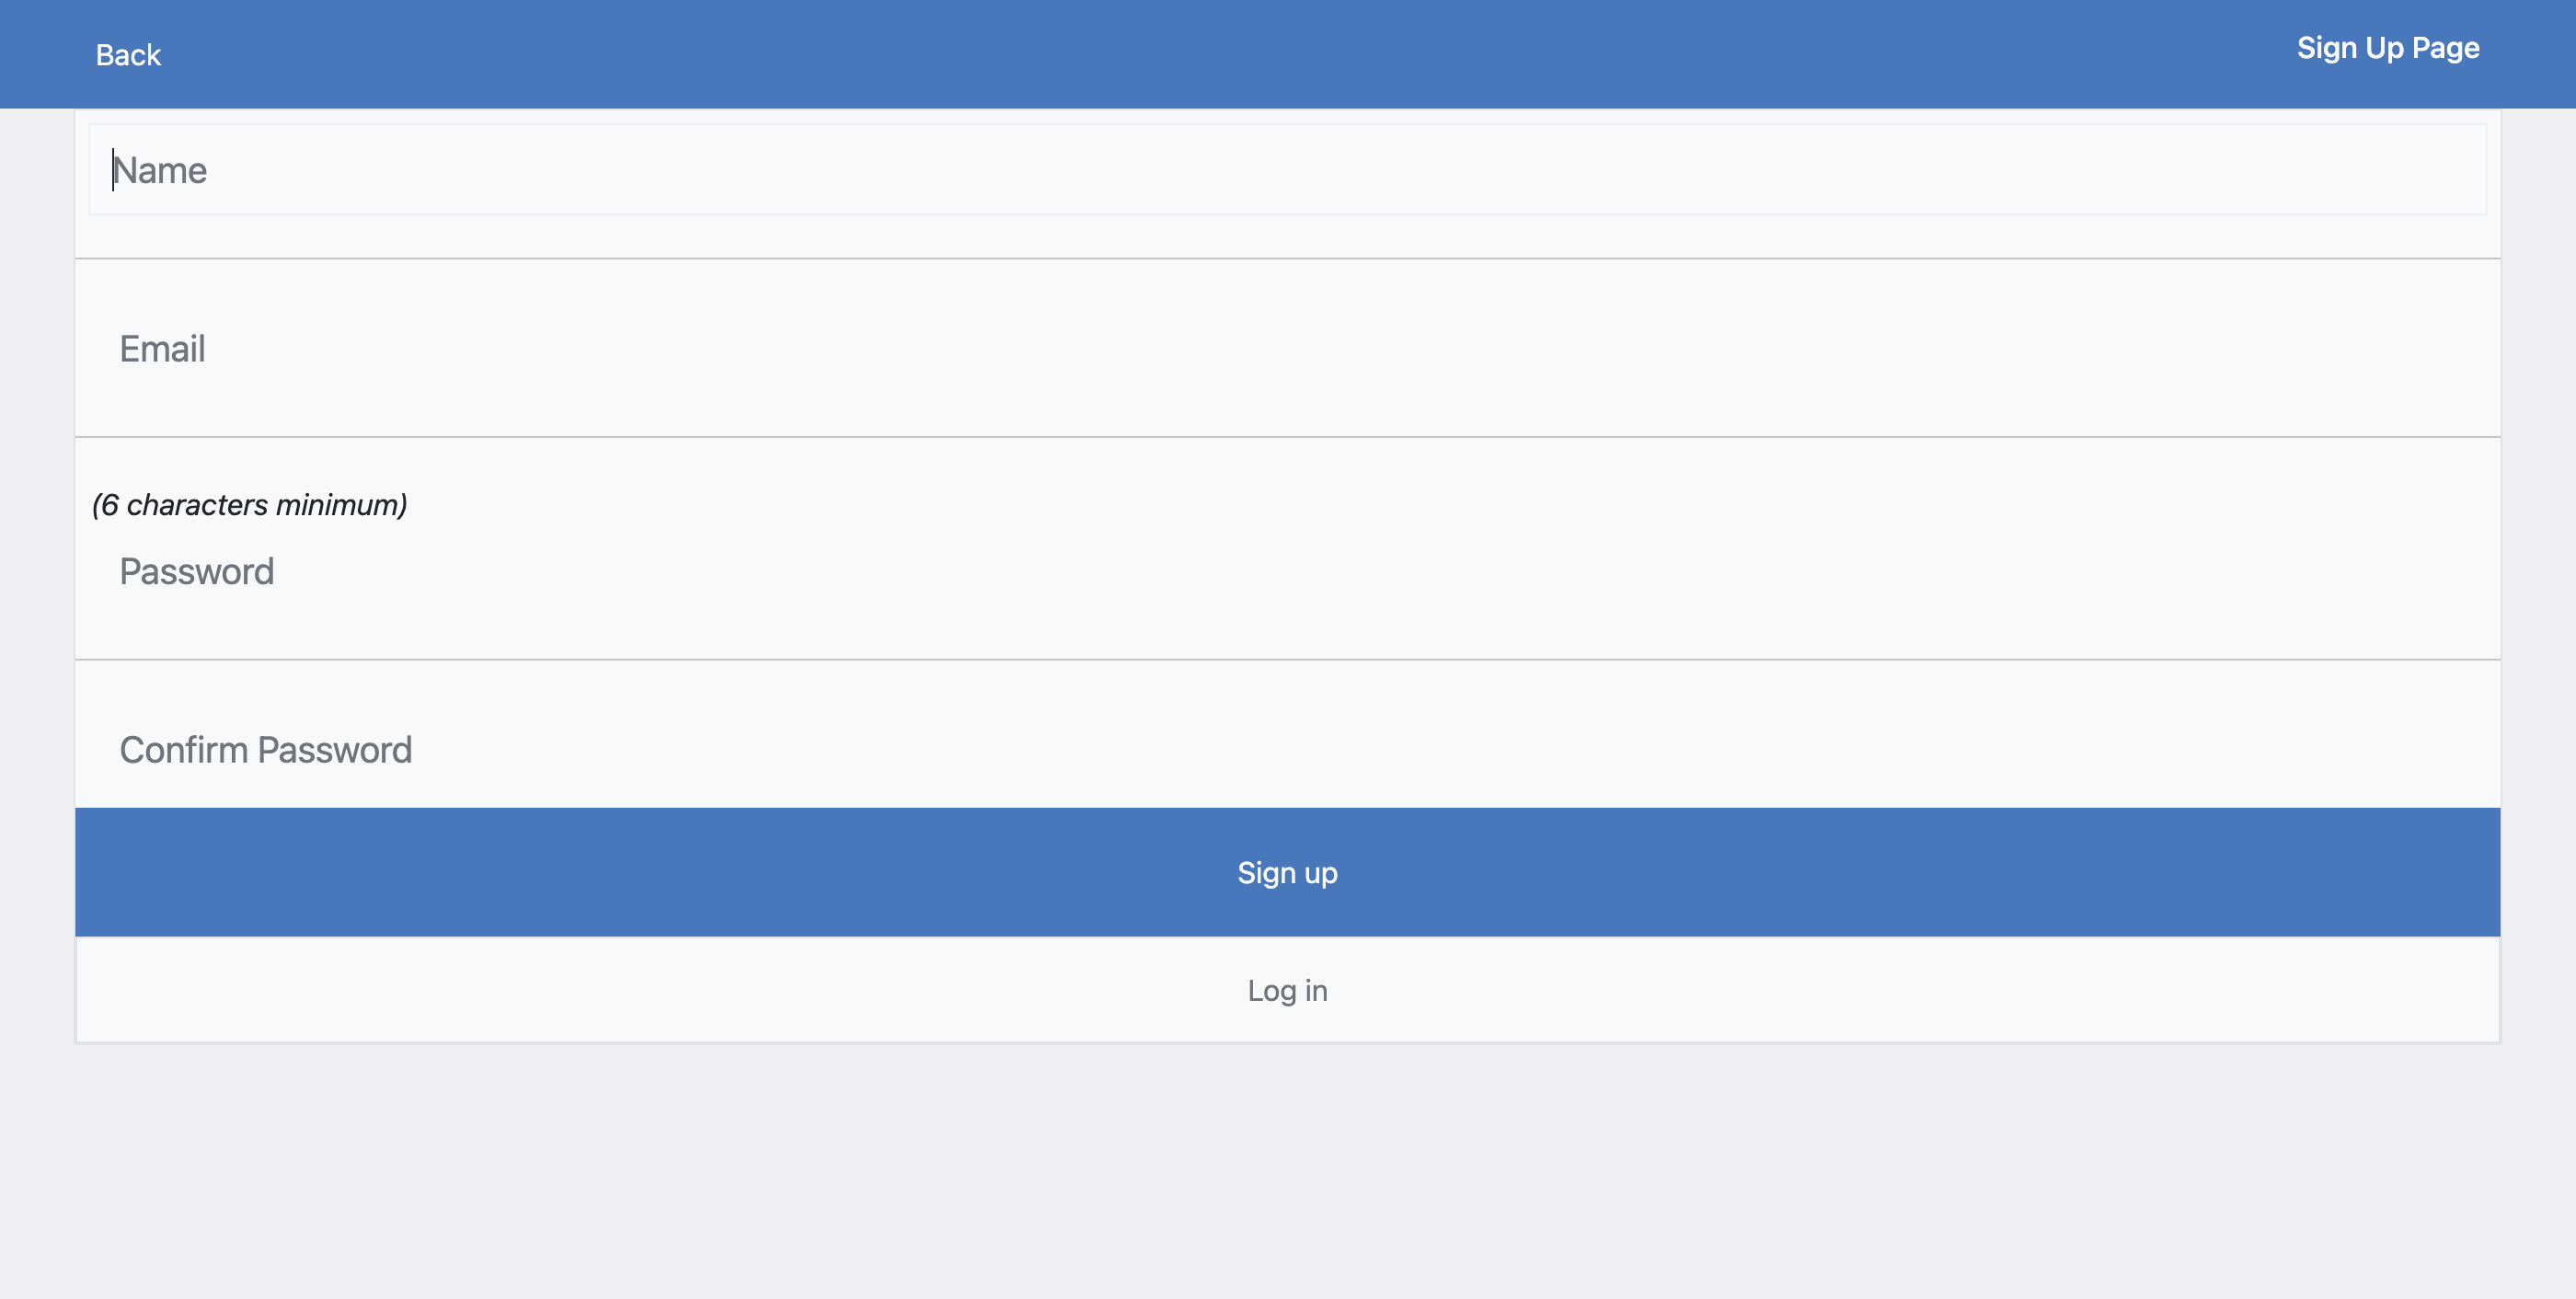 Back
Sign Up Page
Name
Email
(6 characters minimum)
Password
Confirm Password
Sign up
Log in